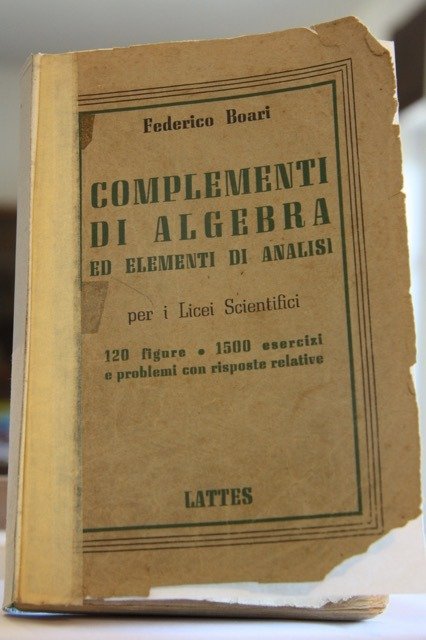 Federico Boari
COMPLEMENTI
DI ALGEBRA
ED ELEMENTI DI ANALISI
per i Licei Scientifici
120 figure • 1500 esercizi
e problemi con risposte relative
LATTES